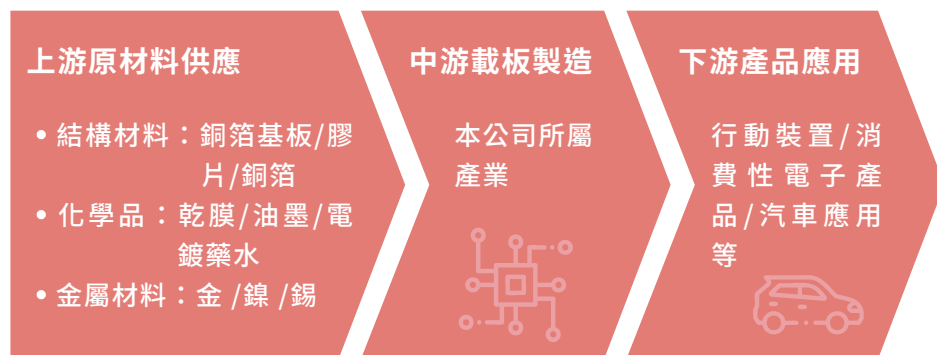 上游原材料供應
• 結構材料：銅箔基板/膠
片/銅箔
• 化學品：乾膜/油墨/電
鍍藥水
• 金屬材料：金 /鎳 /錫
中游載板製造
本公司所屬
產業
下游產品應用
行動裝置/消
費性電子產
品/汽車應用
等